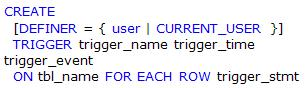 CREATE
[DEFINER = { user | CURRENT_USER }]
TRIGGER trigger_name trigger_time
trigger_event
ON tbl_name FOR EACH ROW trigger_stmt